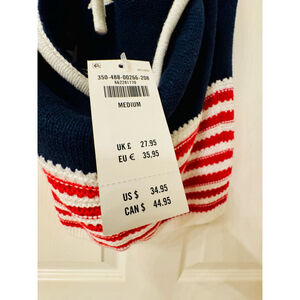 350-488-00266-208
MEDIUM
UK £ 27.95
EU € 35.95
US $ 34.95
CAN $ 44.95